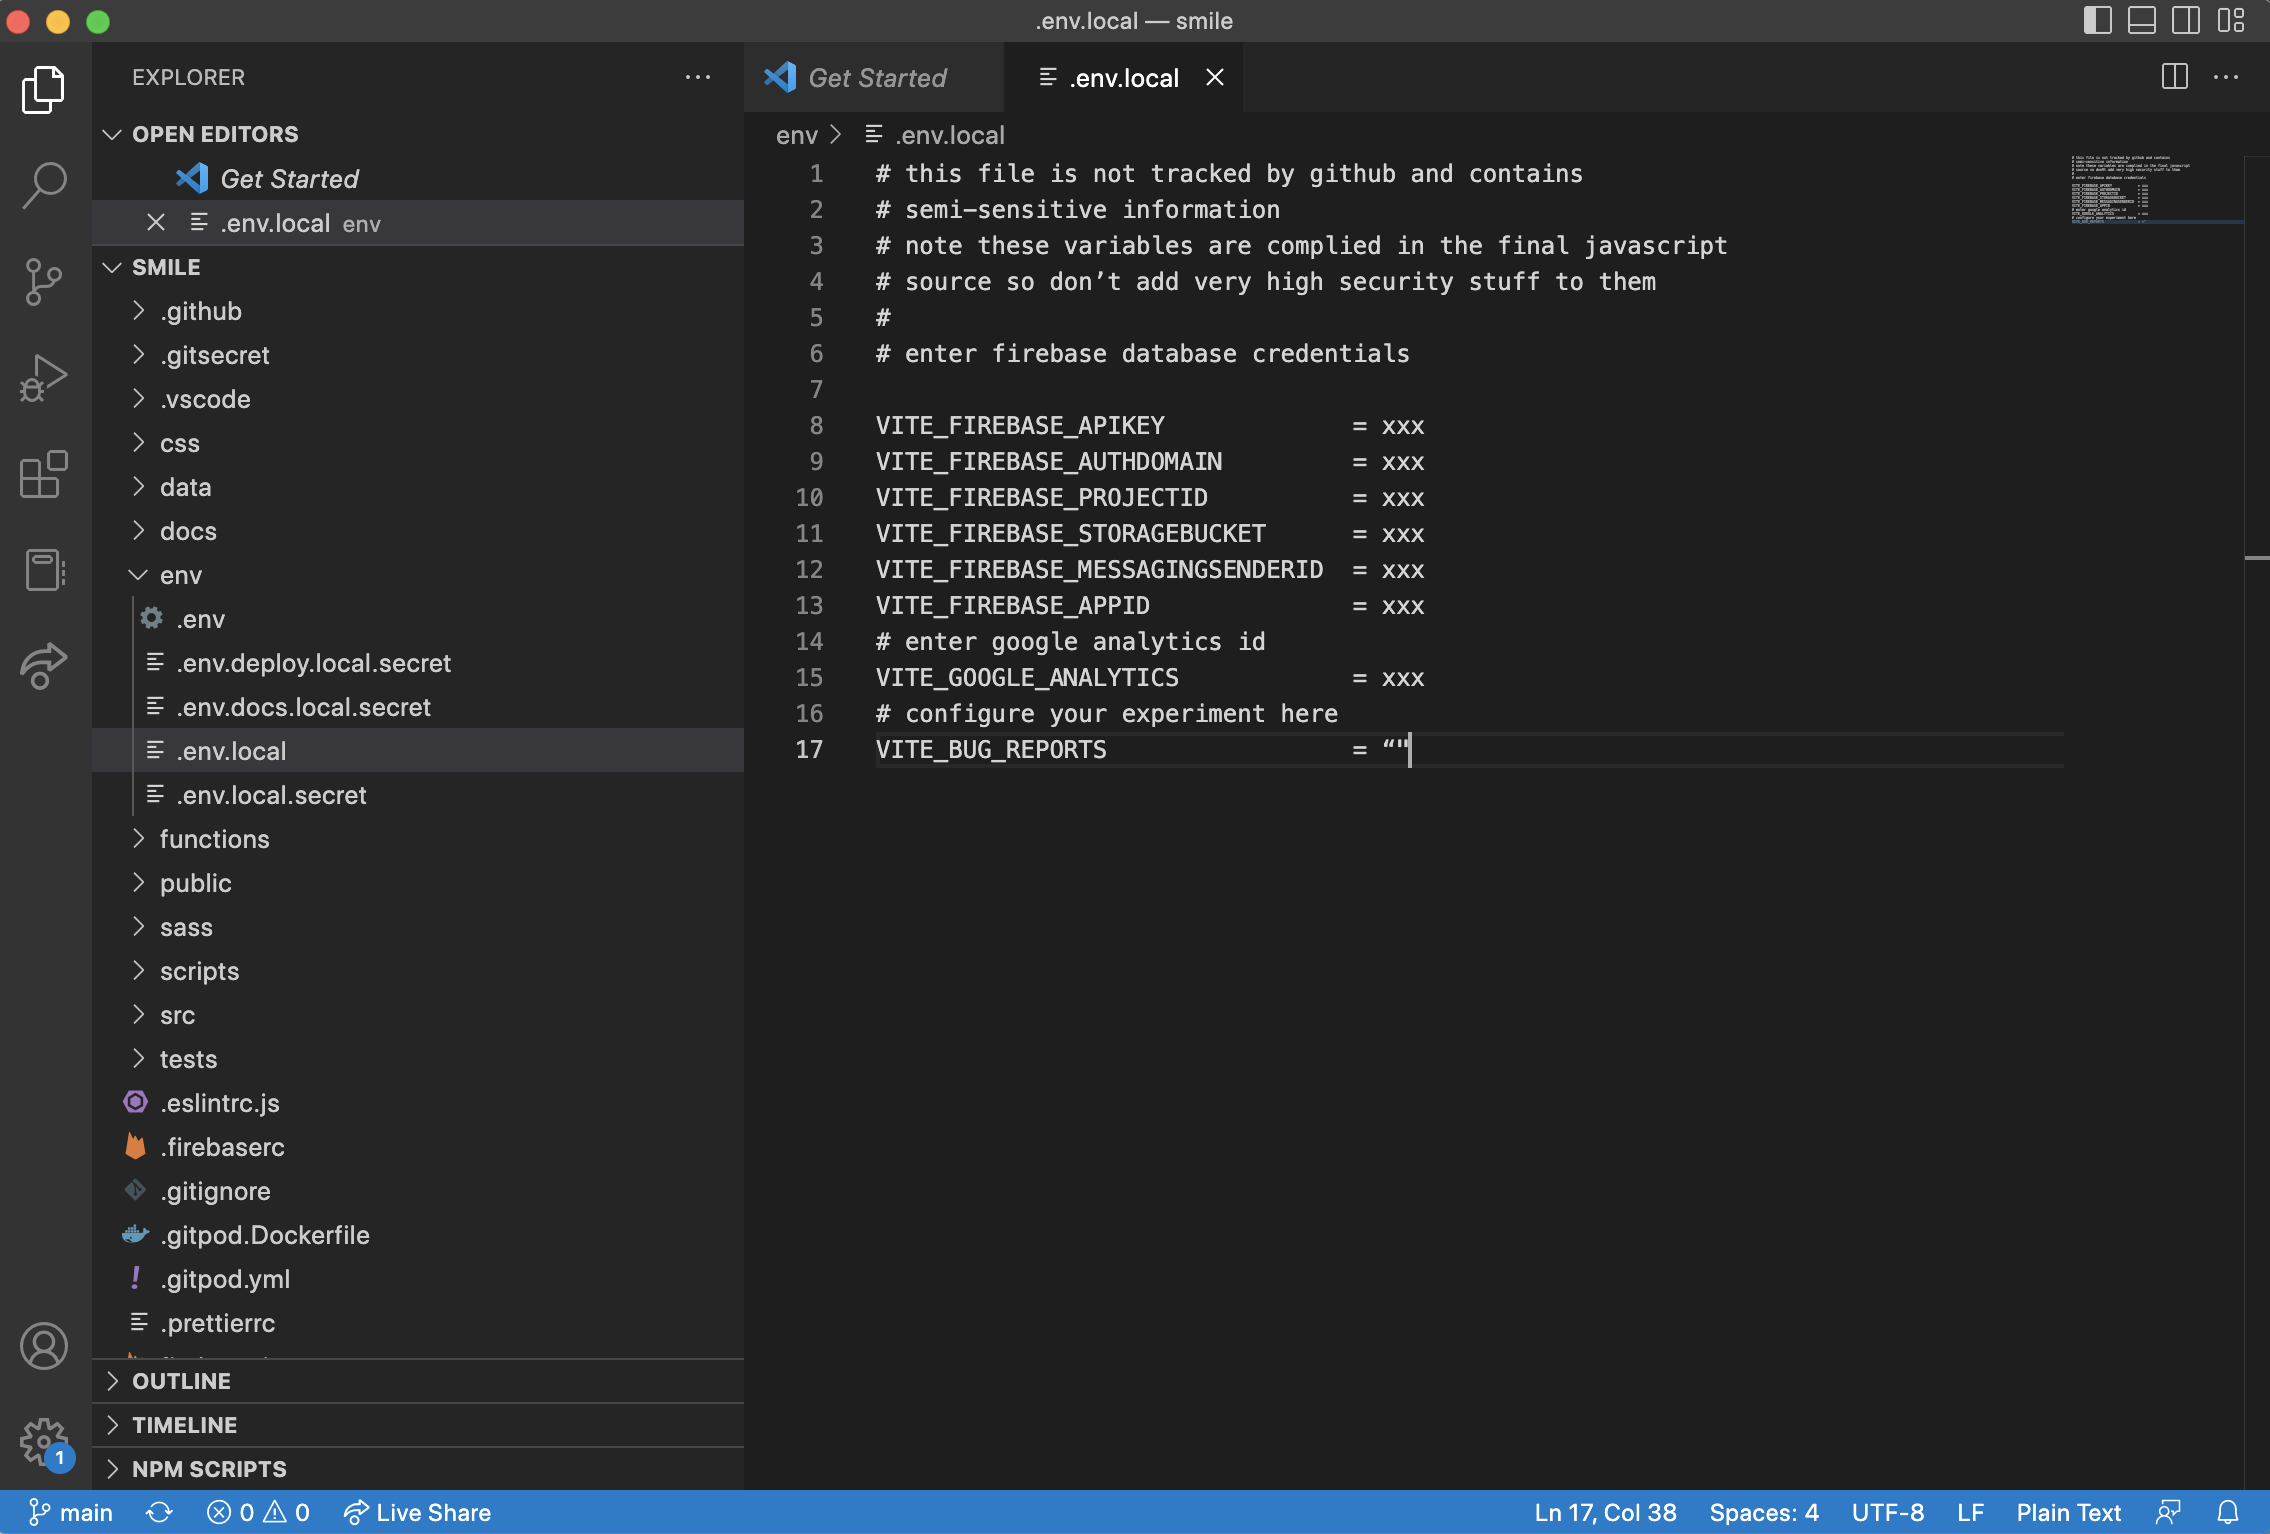 .env.local — smile
EXPLORER
OPEN EDITORS
Get Started
.env.local env
SMILE
.github
.gitsecret
.vscode
css
data
docs
env
.env
.env.deploy.local.secret
.env.docs.local.secret
.env.local
.env.local.secret
functions
public
sass
scripts
src
tests
.eslintrc.js
.firebaserc
.gitignore
.gitpod.Dockerfile
.gitpod.yml
.prettierrc
OUTLINE
TIMELINE
NPM SCRIPTS
1
Get Started
.env.local
env > .env.local
1 # this file is not tracked by github and contains
2 # semi-sensitive information
3 # note these variables are complied in the final javascript
4 # source so don’t add very high security stuff to them
5 #
6 # enter firebase database credentials
7
8 VITE_FIREBASE_APIKEY = xxx
9 VITE_FIREBASE_AUTHDOMAIN = xxx
10 VITE_FIREBASE_PROJECTID = xxx
11 VITE_FIREBASE_STORAGEBUCKET = xxx
12 VITE_FIREBASE_MESSAGINGSENDERID = xxx
13 VITE_FIREBASE_APPID = xxx
14 # enter google analytics id
15 VITE_GOOGLE_ANALYTICS = xxx
16 # configure your experiment here
17 VITE_BUG_REPORTS = “"
main 0 0 Live Share
Ln 17, Col 38 Spaces: 4 UTF-8 LF Plain Text